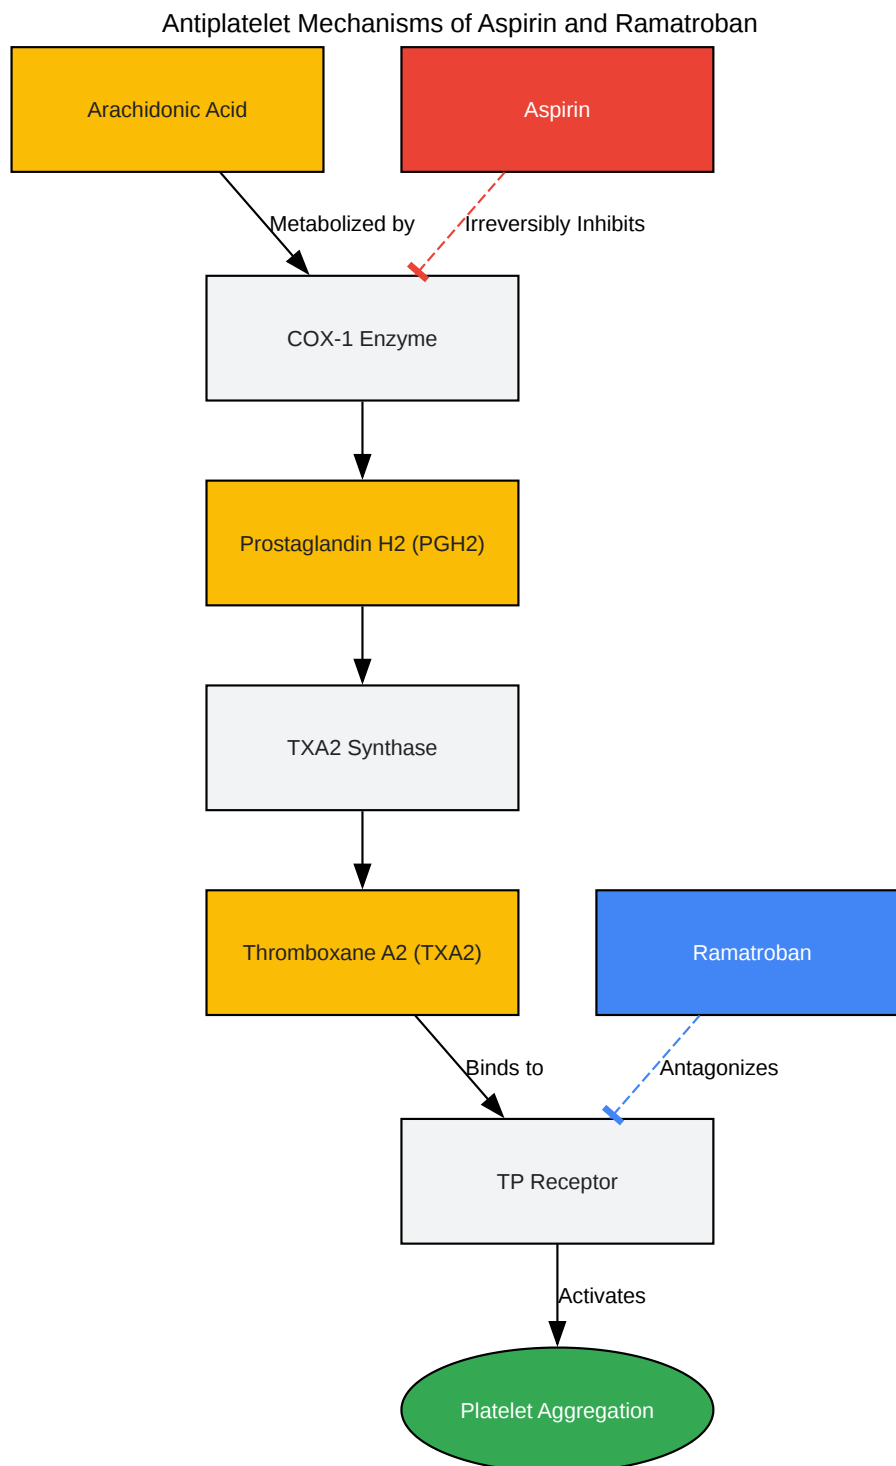 Antiplatelet Mechanisms of Aspirin and Ramatroban
Arachidonic Acid
Aspirin
Metabolized by
Irreversibly Inhibits
COX-1 Enzyme
Prostaglandin H2 (PGH2)
TXA2 Synthase
Thromboxane A2 (TXA2)
Ramatroban
Binds to
Antagonizes
TP Receptor
Activates
Platelet Aggregation